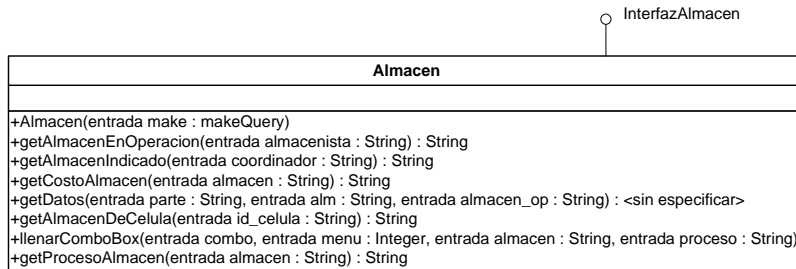 InterfazAlmacen
Almacen
+Almacen(entrada make : makeQuery)
+getAlmacenEnOperacion(entrada almacenista : String) : String
+getAlmacenIndicado(entrada coordinador : String) : String
+getCostoAlmacen(entrada almacen : String) : String
+getDatos(entrada parte : String, entrada alm : String, entrada almacen_op : String) : <sin especificar>
+getAlmacenDeCelula(entrada id_celula : String) : String
+llenarComboBox(entrada combo, entrada menu : Integer, entrada almacen : String, entrada proceso : String)
+getProcesoAlmacen(entrada almacen : String) : String